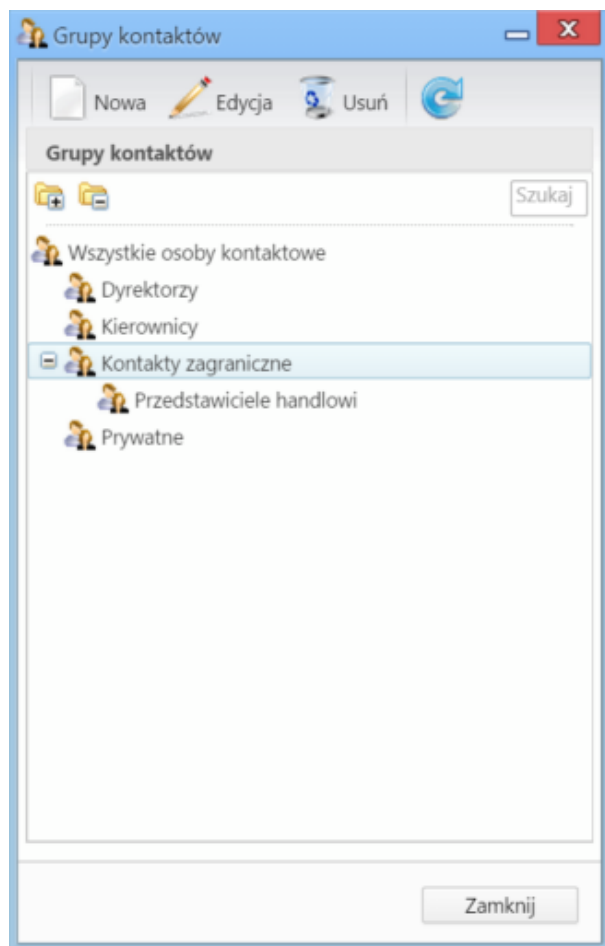 Grupy kontaktów
Nowa Edycja Usuń
Grupy kontaktów
Szukaj
Wszystkie osoby kontaktowe
Dyrektorzy
Kierownicy
Kontakty zagraniczne
Przedstawiciele handlowi
Prywatne
Zamknij